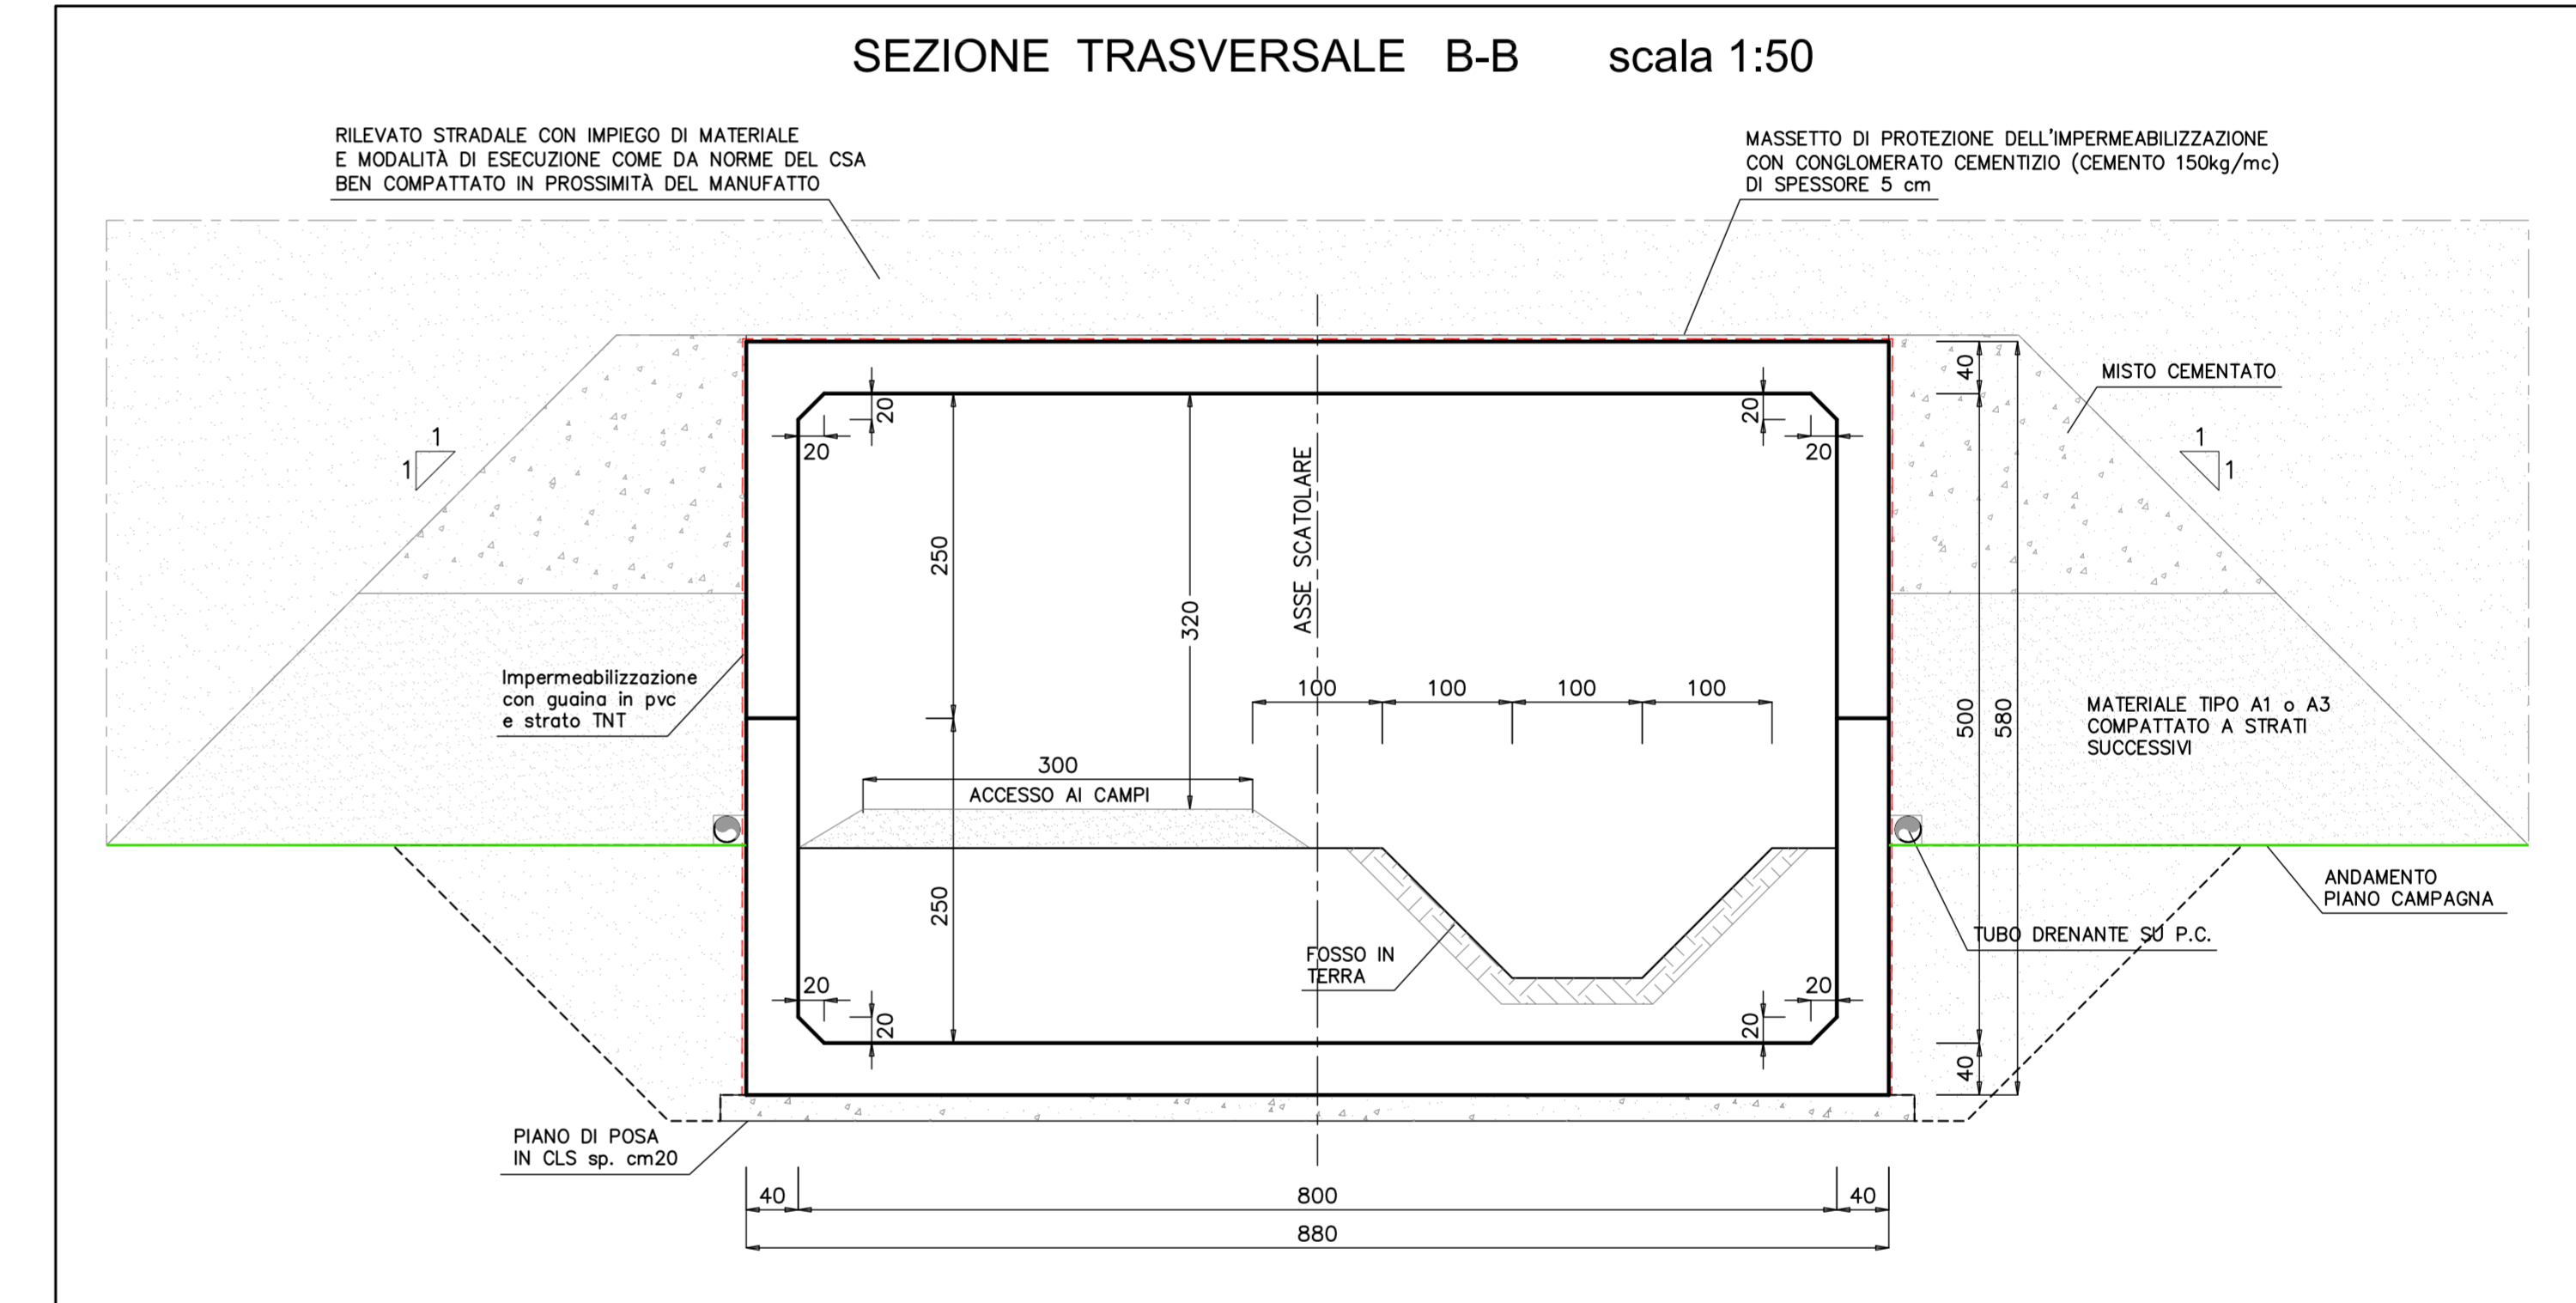 SEZIONE TRASVERSALE B-B scala 1:50
RILEVATO STRADALE CON IMPIEGO DI MATERIALE
E MODALITÀ DI ESECUZIONE COME DA NORME DEL CSA
BEN COMPATTATO IN PROSSIMITÀ DEL MANUFATTO
MASSETTO DI PROTEZIONE DELL'IMPERMEABILIZZAZIONE
CON CONGLOMERATO CEMENTIZIO (CEMENTO 150kg/mc)
DI SPESSORE 5 cm
40
MISTO CEMENTATO
20
20
20
20
1
1
1
1
ASSE SCATOLARE
250
320
Impermeabilizzazione
con guaina in pvc
e strato TNT
100
100
100
100
500
580
MATERIALE TIPO A1 o A3
COMPATTATO A STRATI
SUCCESSIVI
300
ACCESSO AI CAMPI
250
ANDAMENTO
PIANO CAMPAGNA
TUBO DRENANTE SU P.C.
FOSSO IN
TERRA
20
20
20
20
40
PIANO DI POSA
IN CLS sp. cm20
40
800
40
880